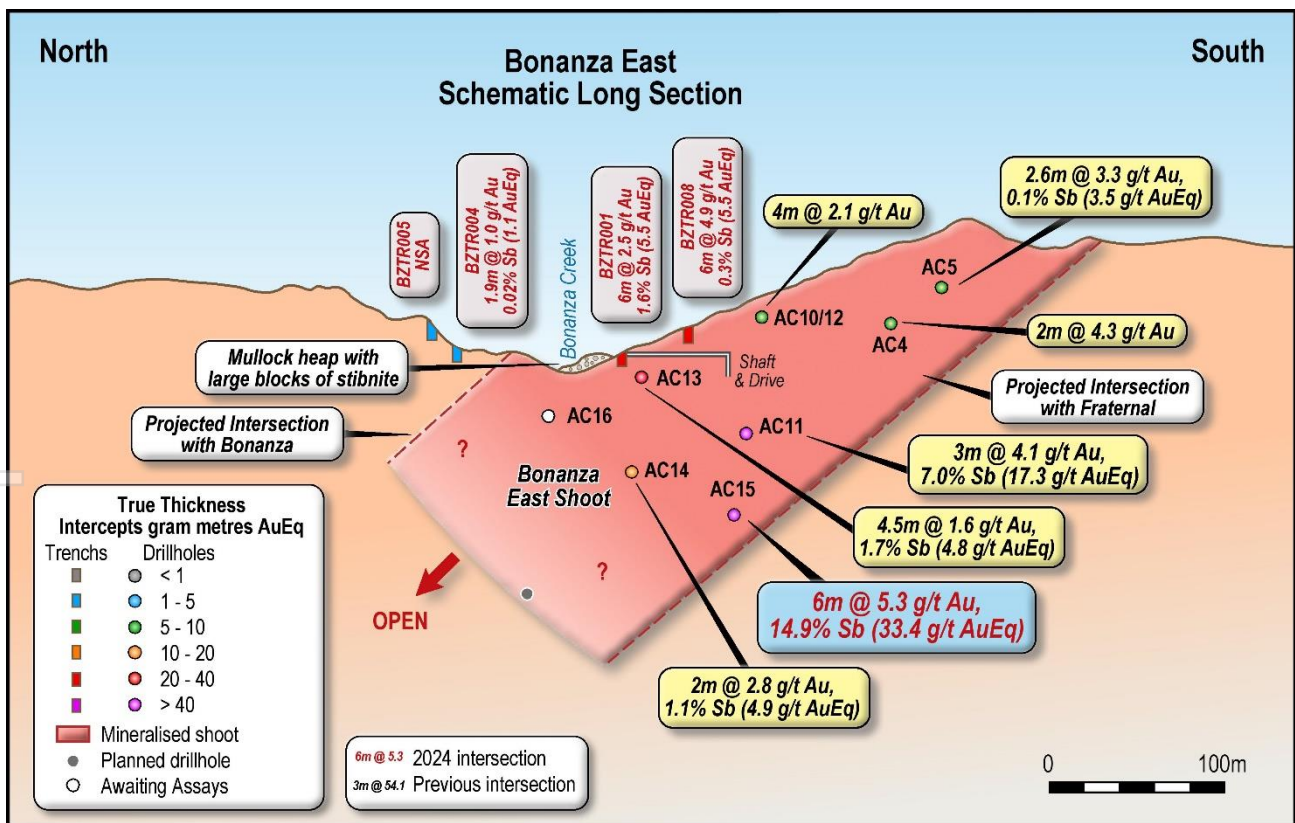 North
South
Bonanza East
Schematic Long Section
BZTR005
NSA
BZTR004
1.9m @ 1.0 g/t Au
0.02% Sb (1.1 AuEq)
Bonanza Creek
BZTR001
6m @ 2.5 g/t Au
1.6% Sb (5.5 AuEq)
BZTR008
6m @ 4.9 g/t Au
0.3% Sb (5.5 AuEq)
4m @ 2.1 g/t Au
2.6m @ 3.3 g/t Au,
0.1% Sb (3.5 g/t AuEq)
AC5
AC10/12
AC4
2m @ 4.3 g/t Au
Mullock heap with
large blocks of stibnite
Shaft
& Drive
AC13
Projected Intersection
with Fraternal
Projected Intersection
with Bonanza
AC16
AC11
?
3m @ 4.1 g/t Au,
7.0% Sb (17.3 g/t AuEq)
Bonanza
East Shoot
AC14
AC15
4.5m @ 1.6 g/t Au,
1.7% Sb (4.8 g/t AuEq)
?
OPEN
6m @ 5.3 g/t Au,
14.9% Sb (33.4 g/t AuEq)
2m @ 2.8 g/t Au,
1.1% Sb (4.9 g/t AuEq)
True Thickness
Intercepts gram metres AuEq
Trenchs Drillholes
< 1
1 - 5
5 - 10
10 - 20
20 - 40
> 40
Mineralised shoot
Planned drillhole
Awaiting Assays
6m @ 5.3 2024 intersection
3m @ 54.1 Previous intersection
0 100m